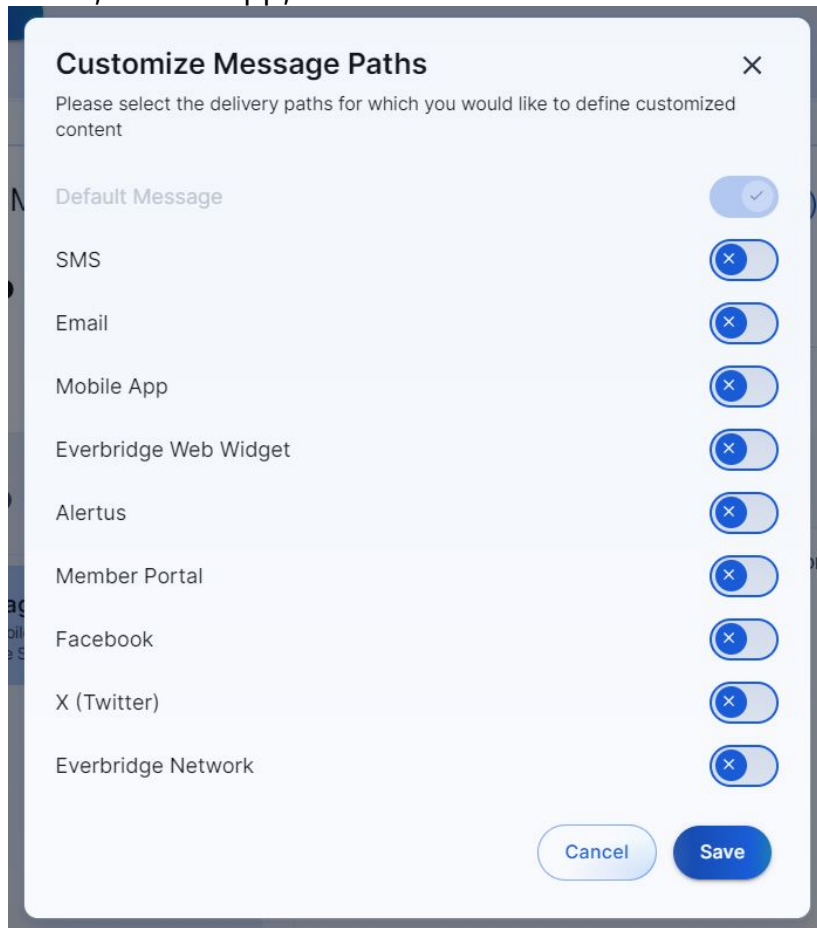 Customize Message Paths
Please select the delivery paths for which you would like to define customized
content
Default Message
SMS
Email
Mobile App
Everbridge Web Widget
Alertus
Member Portal
Facebook
X (Twitter)
Everbridge Network
Cancel Save